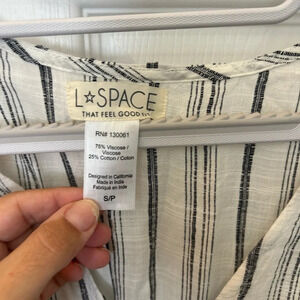 L☆SPACE
THAT FEEL GOOD FIT
RN# 130061
75% Viscose /
Viscose
25% Cotton / Coton
Designed in California
Made in India
Fabriqué en Inde
S/P